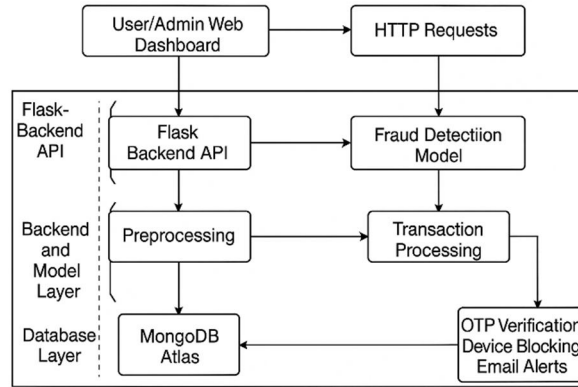 User/Admin Web
Dashboard
HTTP Requests
Flask-
Backend
API
Flask
Backend API
Fraud Detectiion
Model
Backend
and
Model
Layer
Preprocessing
Transaction
Processing
Database
Layer
MongoDB
Atlas
OTP Verification
Device Blocking
Email Alerts